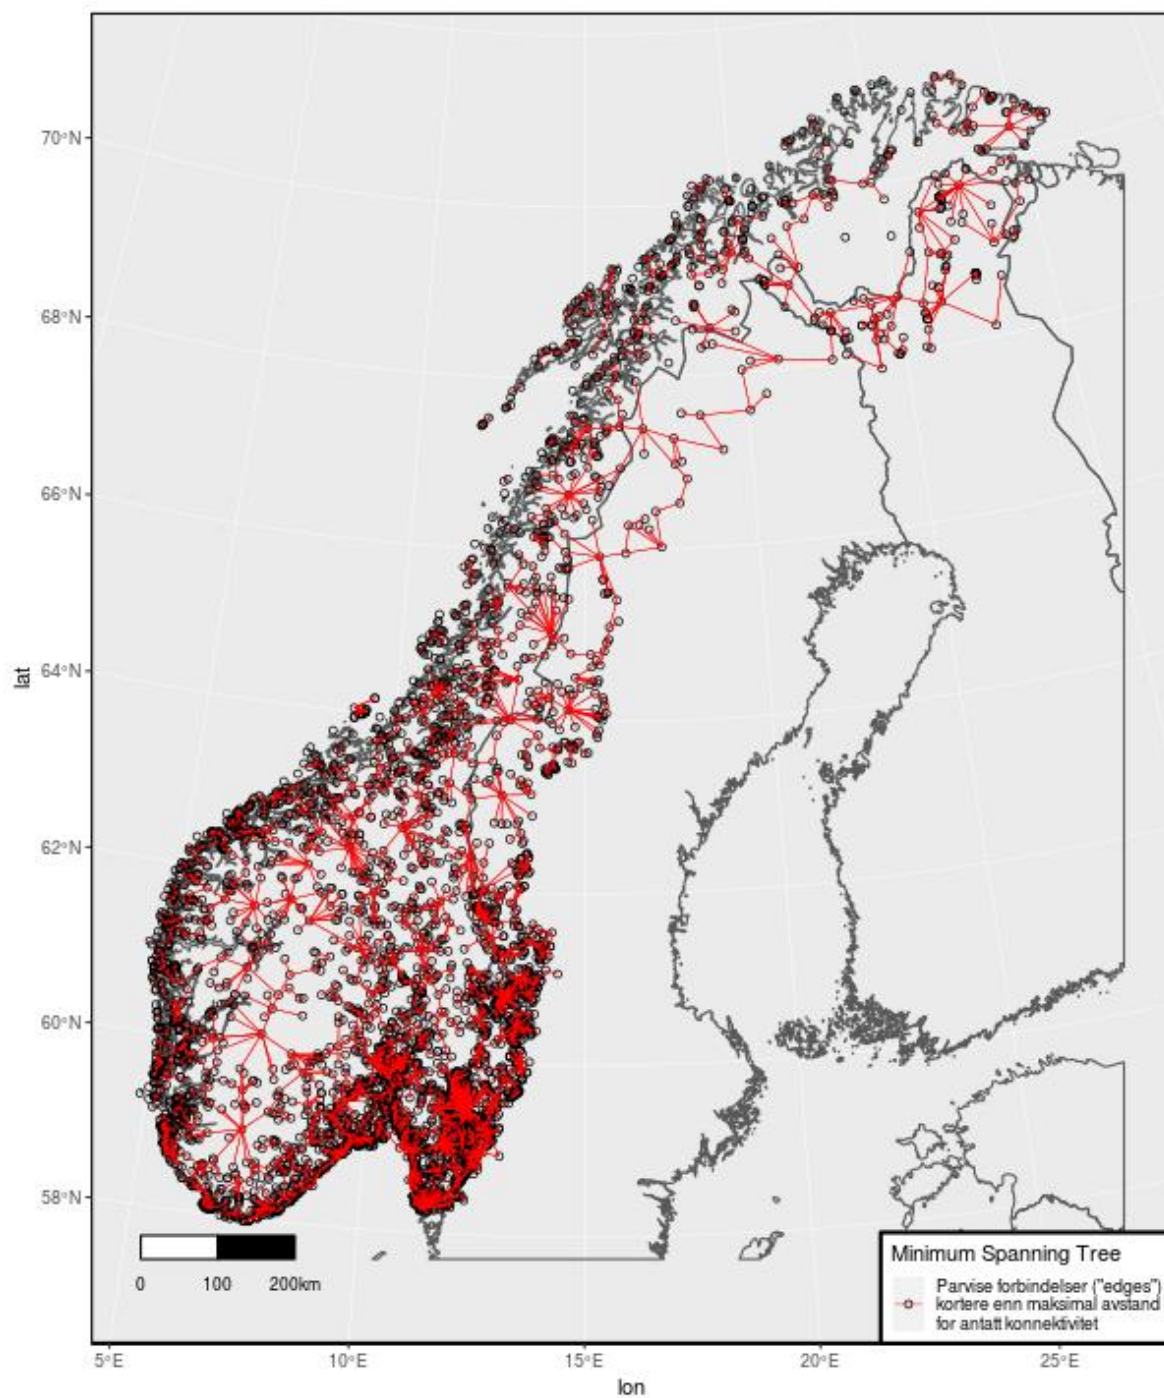 70°N
68°N
66°N
64°N
62°N
60°N
58°N
lat
0 100 200km
Minimum Spanning Tree
Parvise forbindelser ("edges")
kortere enn maksimal avstand
for antatt konnektivitet
5°E 10°E 15°E 20°E 25°E
lon